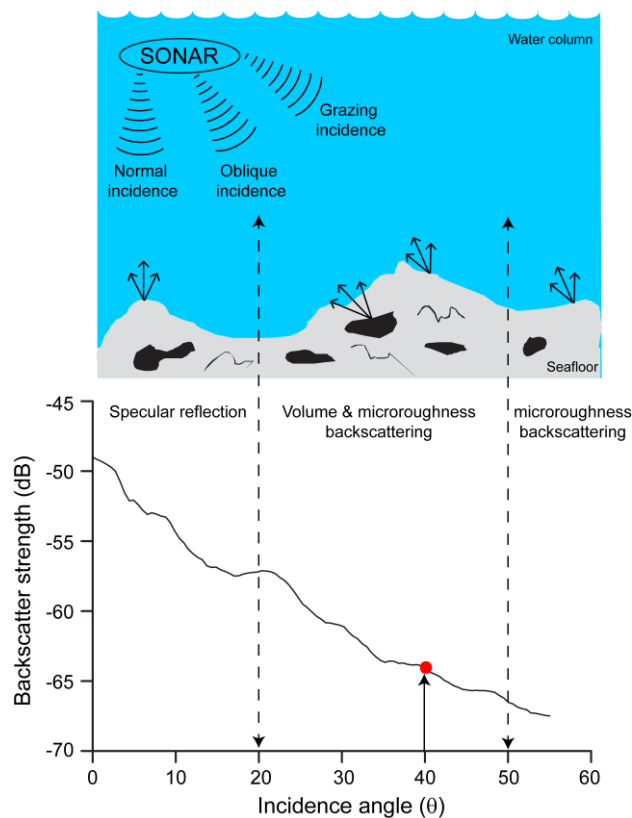 Water column
SONAR
Grazing
incidence
Normal
incidence
Oblique
incidence
Seafloor
Specular reflection
Volume & microroughness
backscattering
microroughness
backscattering
Backscatter strength (dB)
-45
-50
-55
-60
-65
-70
0 10 20 30 40 50 60
Incidence angle (θ)